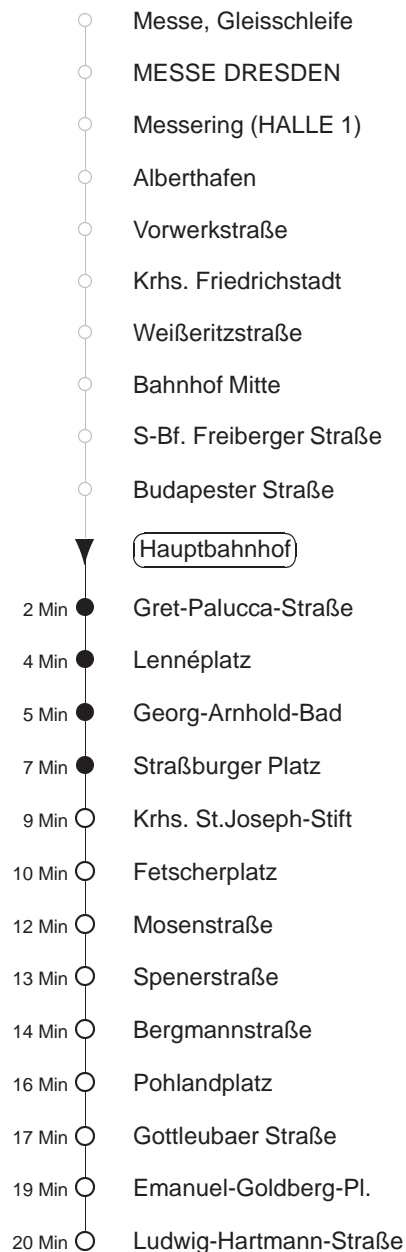 Messe, Gleisschleife
MESSE DRESDEN
Messering (HALLE 1)
Alberthafen
Vorwerkstraße
Krhs. Friedrichstadt
Weißeritzstraße
Bahnhof Mitte
S-Bf. Freiberger Straße
Budapester Straße
Hauptbahnhof
2 Min Gret-Palucca-Straße
4 Min Lennéplatz
5 Min Georg-Arnhold-Bad
7 Min Straßburger Platz
9 Min Krhs. St.Joseph-Stift
10 Min Fetscherplatz
12 Min Mosenstraße
13 Min Spenerstraße
14 Min Bergmannstraße
16 Min Pohlandplatz
17 Min Gottleubaer Straße
19 Min Emanuel-Goldberg-Pl.
20 Min Ludwig-Hartmann-Straße